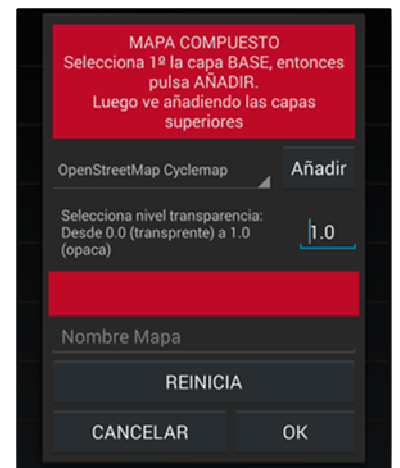 MAPA COMPUESTO
Selecciona 1º la capa BASE, entonces
pulsa AÑADIR.
Luego ve añadiendo las capas
superiores
OpenStreetMap Cyclemap
Añadir
Selecciona nivel transparencia:
Desde 0.0 (transprente) a 1.0
(opaca)
1.0
Nombre Mapa
REINICIA
CANCELAR
OK